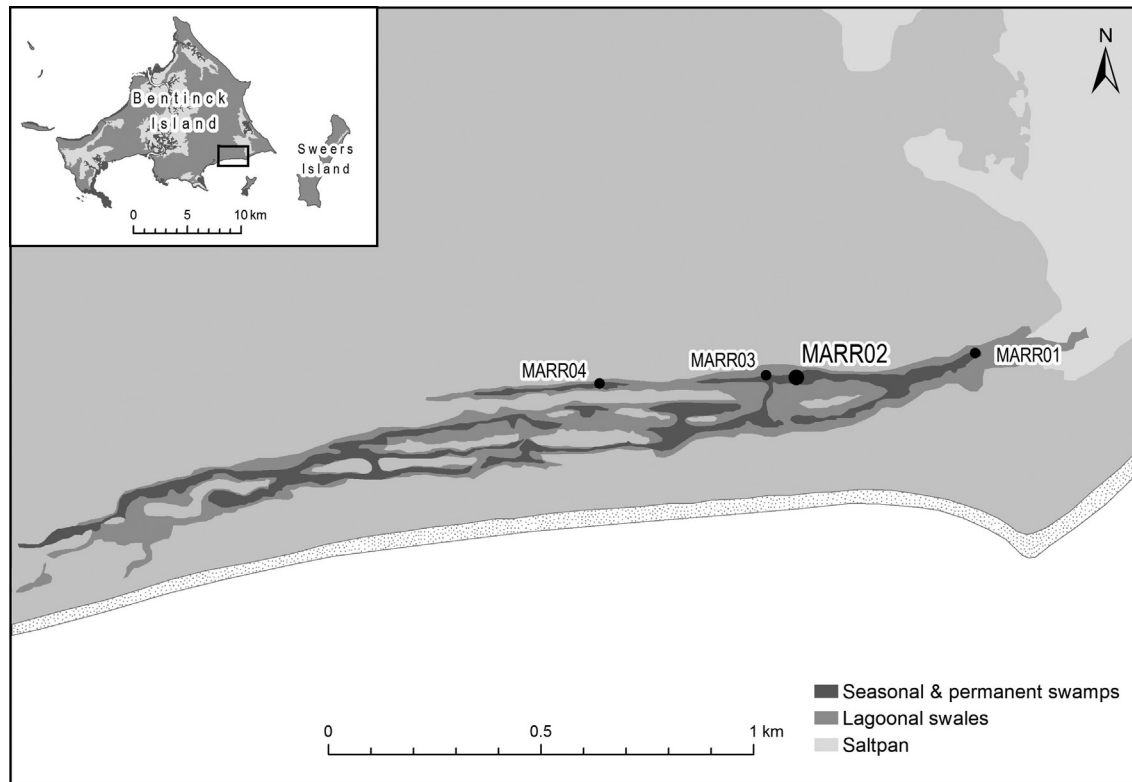 N
Bentinck
Island
Sweers
Island
0 5 10 km
MARR04
MARR03
MARR02
MARR01
Seasonal & permanent swamps
Lagoonal swales
Saltpan
0 0.5 1 km